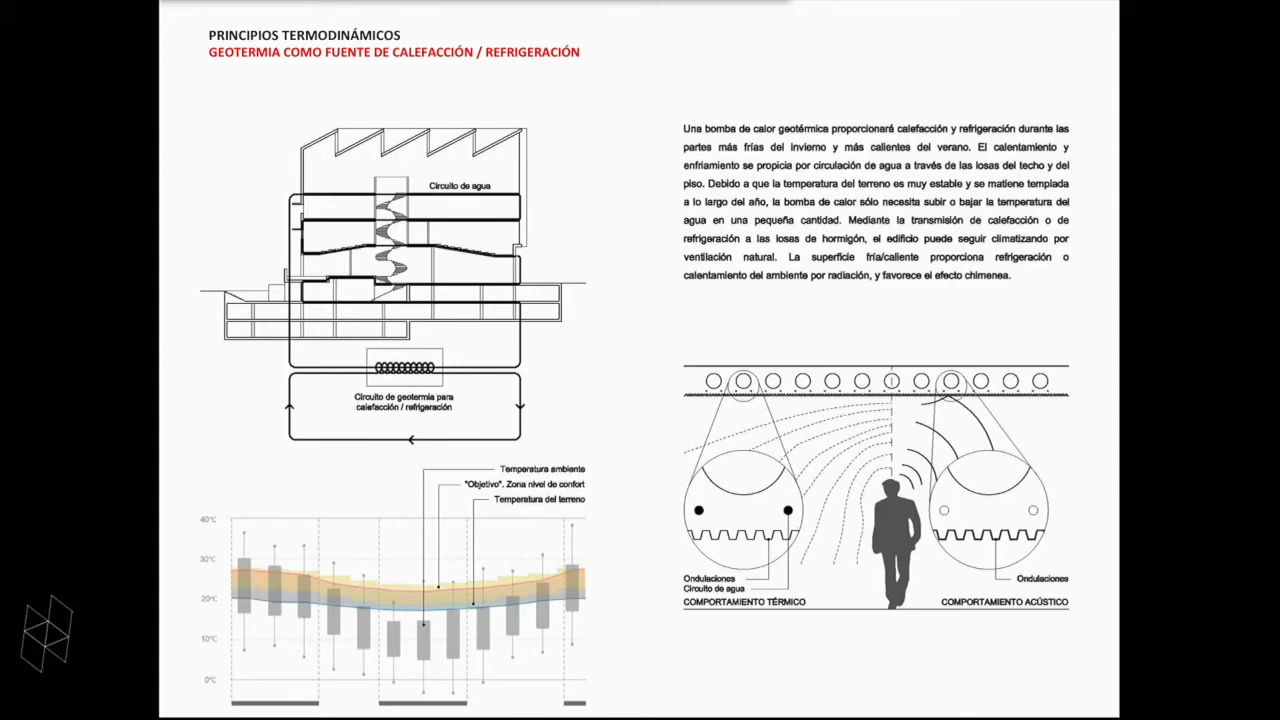 PRINCIPIOS TERMODINÁMICOS
GEOTERMIA COMO FUENTE DE CALEFACCIÓN / REFRIGERACIÓN
Circuito de agua
Circuito de geotermia para
calefacción / refrigeración
Temperatura ambiente
"Objetivo". Zona nivel de confort
Temperatura del terreno
40°C
30°C
20°C
10°C
0°C
Una bomba de calor geotérmica proporcionará calefacción y refrigeración durante las
partes más frías del invierno y más calientes del verano. El calentamiento y
enfriamiento se propicia por circulación de agua a través de las losas del techo y del
piso. Debido a que la temperatura del terreno es muy estable y se matiene templada
a lo largo del año, la bomba de calor sólo necesita subir o bajar la temperatura del
agua en una pequeña cantidad. Mediante la transmisión de calefacción o de
refrigeración a las losas de hormigón, el edificio puede seguir climatizando por
ventilación natural. La superficie fría/caliente proporciona refrigeración o
calentamiento del ambiente por radiación, y favorece el efecto chimenea.
Ondulaciones
Circuito de agua
COMPORTAMIENTO TÉRMICO
Ondulaciones
COMPORTAMIENTO ACÚSTICO